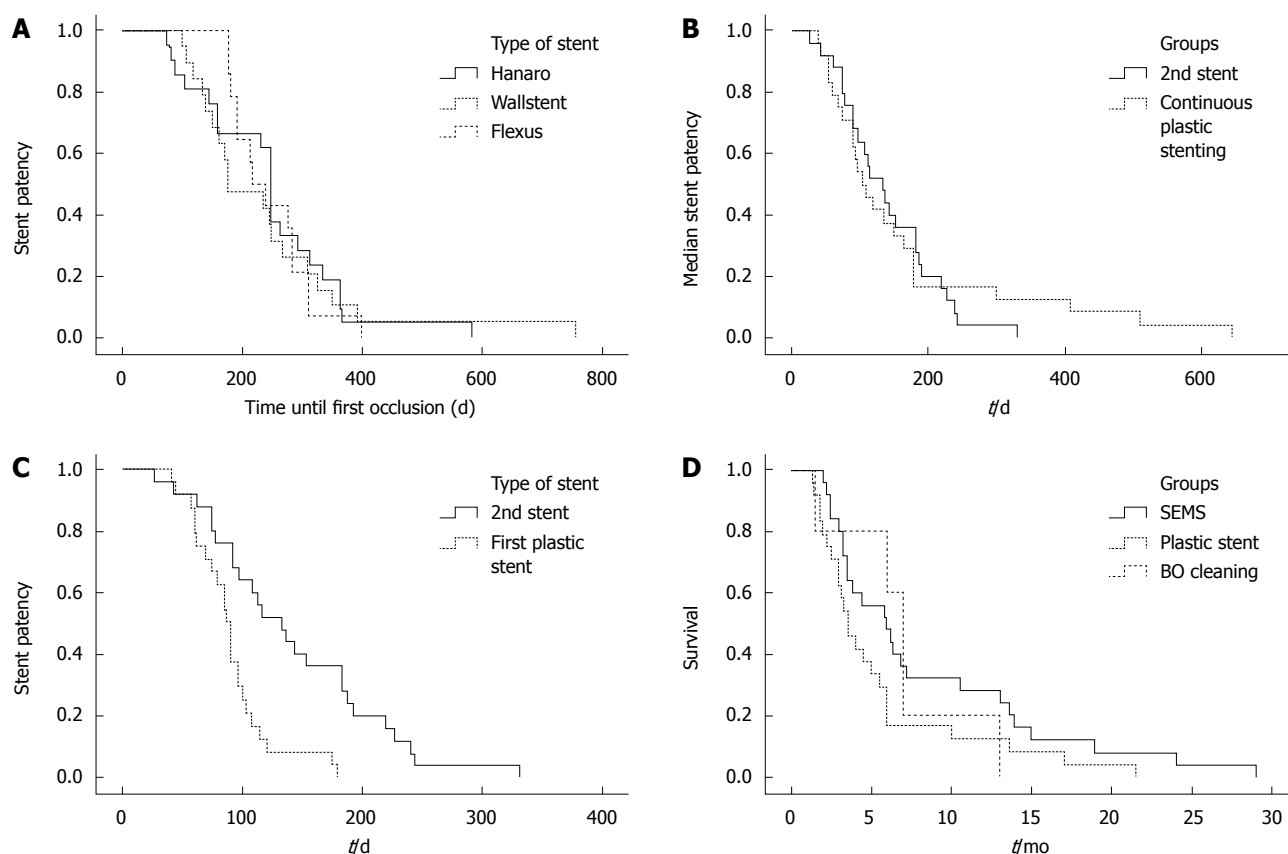 A
1.0
0.8
0.6
0.4
0.2
0.0
Stent patency
Type of stent
Hanaro
Wallstent
Flexus
0 200 400 600 800
Time until first occlusion (d)
B
1.0
0.8
0.6
0.4
0.2
0.0
Median stent patency
Groups
2nd stent
Continuous
plastic
stenting
0 200 400 600
t/d
C
1.0
0.8
0.6
0.4
0.2
0.0
Stent patency
Type of stent
2nd stent
First plastic
stent
0 100 200 300 400
t/d
D
1.0
0.8
0.6
0.4
0.2
0.0
Survival
Groups
SEMS
Plastic stent
BO cleaning
0 5 10 15 20 25 30
t/mo